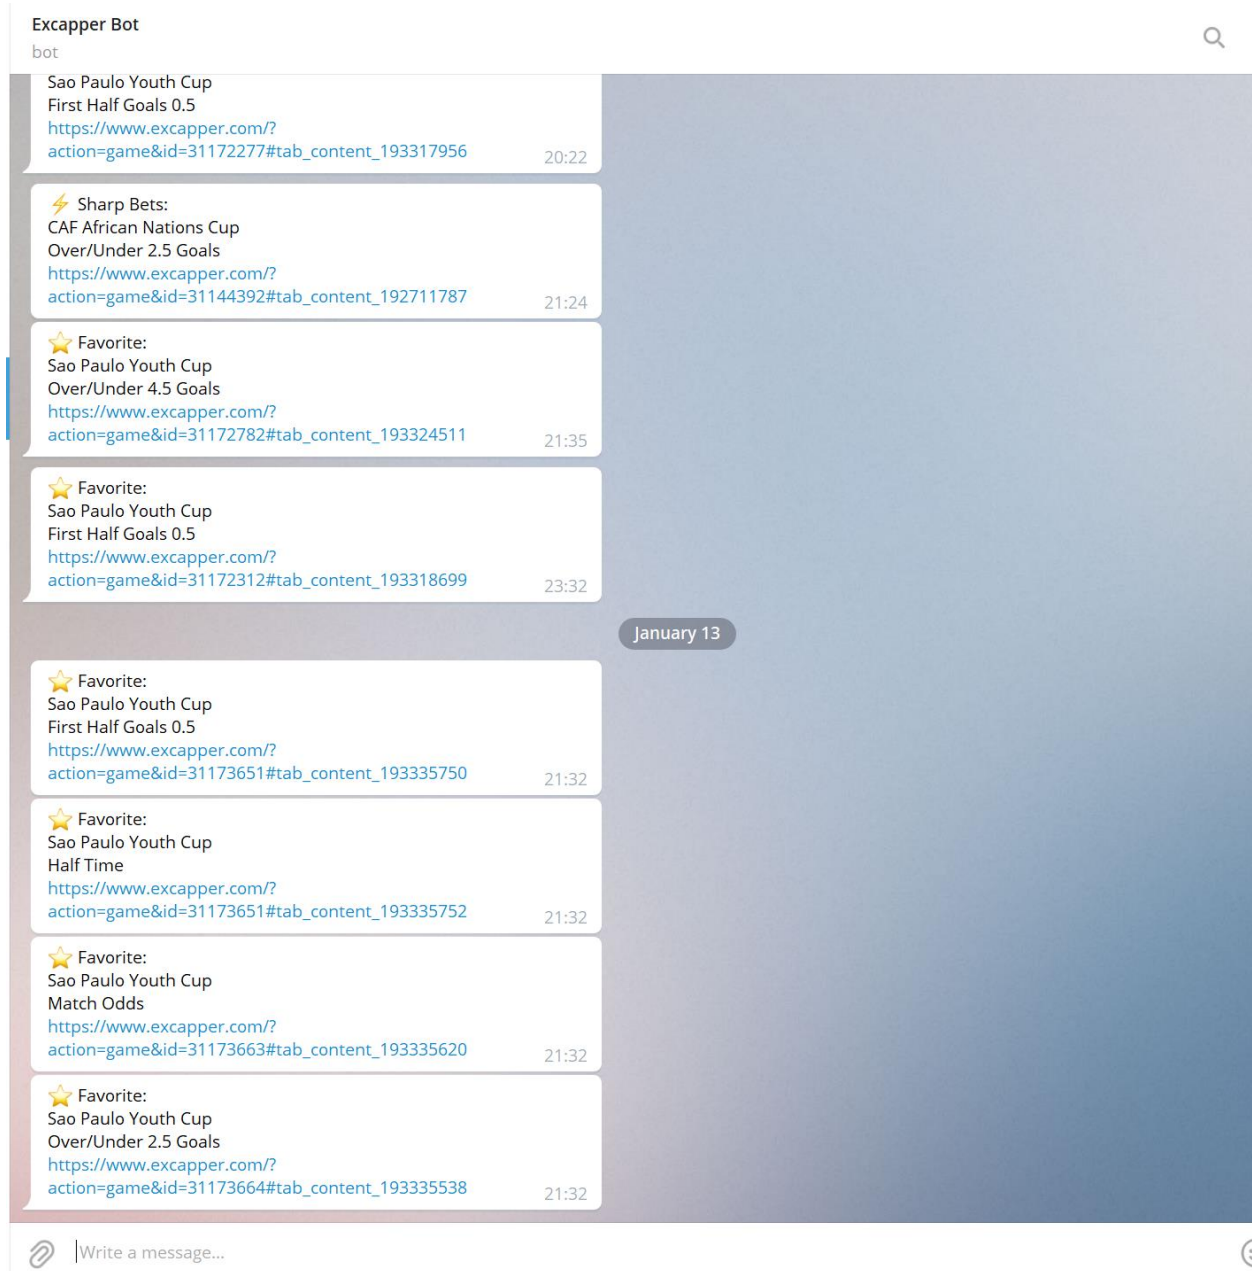 Excapper Bot
bot
Sao Paulo Youth Cup
First Half Goals 0.5
https://www.excapper.com/?
action=game&id=31172277#tab_content_193317956
20:22
⚡ Sharp Bets:
CAF African Nations Cup
Over/Under 2.5 Goals
https://www.excapper.com/?
action=game&id=31144392#tab_content_192711787
21:24
⭐ Favorite:
Sao Paulo Youth Cup
Over/Under 4.5 Goals
https://www.excapper.com/?
action=game&id=31172782#tab_content_193324511
21:35
⭐ Favorite:
Sao Paulo Youth Cup
First Half Goals 0.5
https://www.excapper.com/?
action=game&id=31172312#tab_content_193318699
23:32
January 13
⭐ Favorite:
Sao Paulo Youth Cup
First Half Goals 0.5
https://www.excapper.com/?
action=game&id=31173651#tab_content_193335750
21:32
⭐ Favorite:
Sao Paulo Youth Cup
Half Time
https://www.excapper.com/?
action=game&id=31173651#tab_content_193335752
21:32
⭐ Favorite:
Sao Paulo Youth Cup
Match Odds
https://www.excapper.com/?
action=game&id=31173663#tab_content_193335620
21:32
⭐ Favorite:
Sao Paulo Youth Cup
Over/Under 2.5 Goals
https://www.excapper.com/?
action=game&id=31173664#tab_content_193335538
21:32
Write a message...